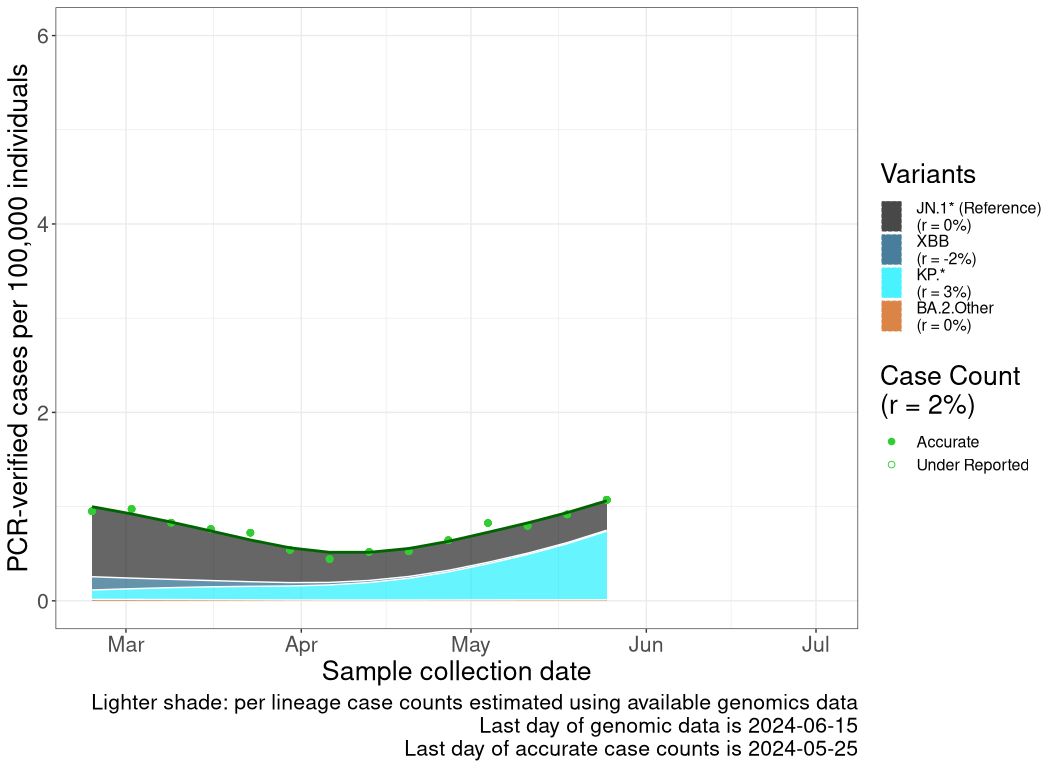 PCR-verified cases per 100,000 individuals
6
4
2
0
Mar Apr May Jun Jul
Sample collection date
Lighter shade: per lineage case counts estimated using available genomics data
Last day of genomic data is 2024-06-15
Last day of accurate case counts is 2024-05-25
Variants
JN.1* (Reference)
(r = 0%)
XBB
(r = -2%)
KP.*
(r = 3%)
BA.2.Other
(r = 0%)
Case Count
(r = 2%)
Accurate
Under Reported